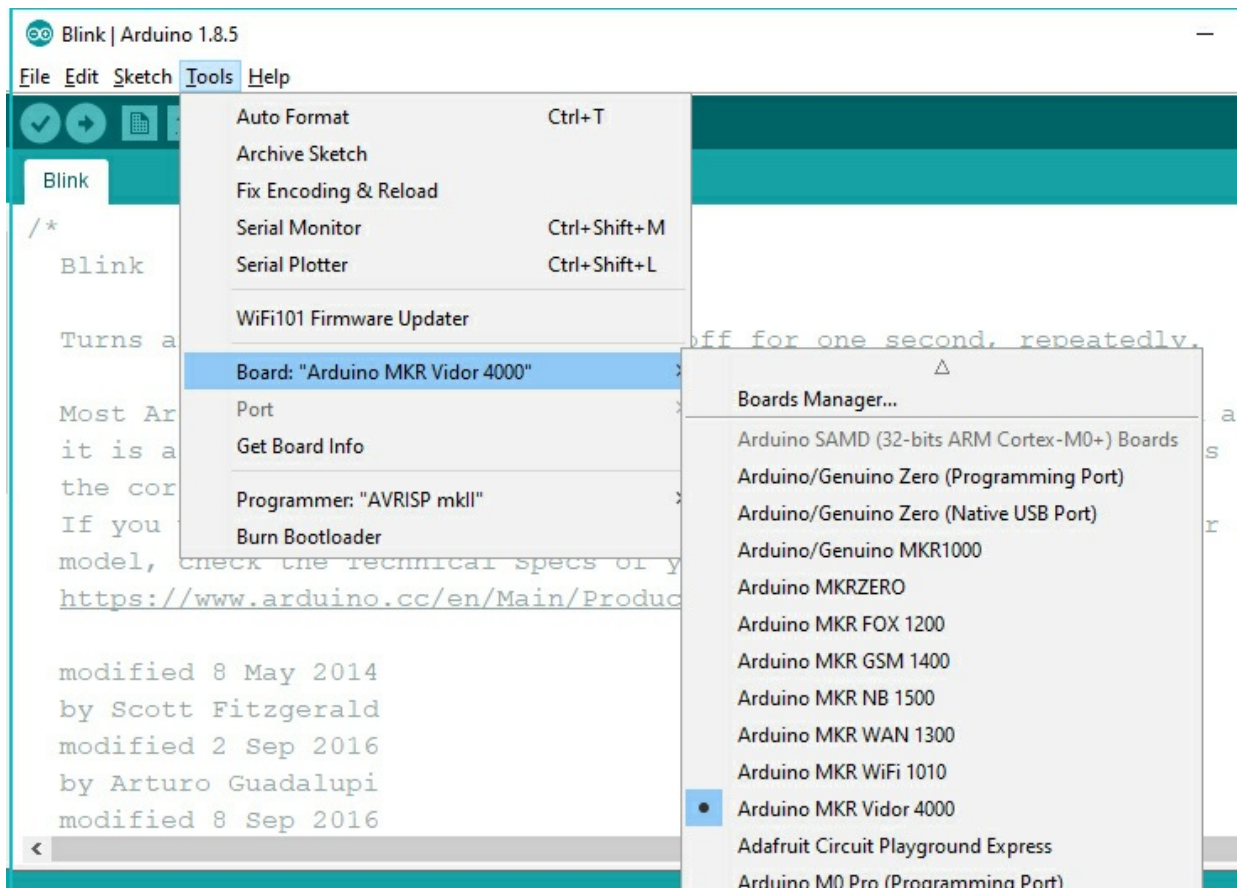 Blink | Arduino 1.8.5
File Edit Sketch Tools Help
Auto Format Ctrl+T
Archive Sketch
Fix Encoding & Reload
Serial Monitor Ctrl+Shift+M
Serial Plotter Ctrl+Shift+L
WiFi101 Firmware Updater
Board: "Arduino MKR Vidor 4000"
Port
Get Board Info
Programmer: "AVRISP mkII"
Burn Bootloader
Boards Manager...
Arduino SAMD (32-bits ARM Cortex-M0+) Boards
Arduino/Genuino Zero (Programming Port)
Arduino/Genuino Zero (Native USB Port)
Arduino/Genuino MKR1000
Arduino MKRZERO
Arduino MKR FOX 1200
Arduino MKR GSM 1400
Arduino MKR NB 1500
Arduino MKR WAN 1300
Arduino MKR WiFi 1010
Arduino MKR Vidor 4000
Adafruit Circuit Playground Express
Arduino M0 Pro (Programming Port)
Blink
/*
Blink
Turns a off for one second, repeatedly.
Most Ar a
it is a s
the cor
If you r
model, check the Technical Specs of y
https://www.arduino.cc/en/Main/Produc
modified 8 May 2014
by Scott Fitzgerald
modified 2 Sep 2016
by Arturo Guadalupi
modified 8 Sep 2016